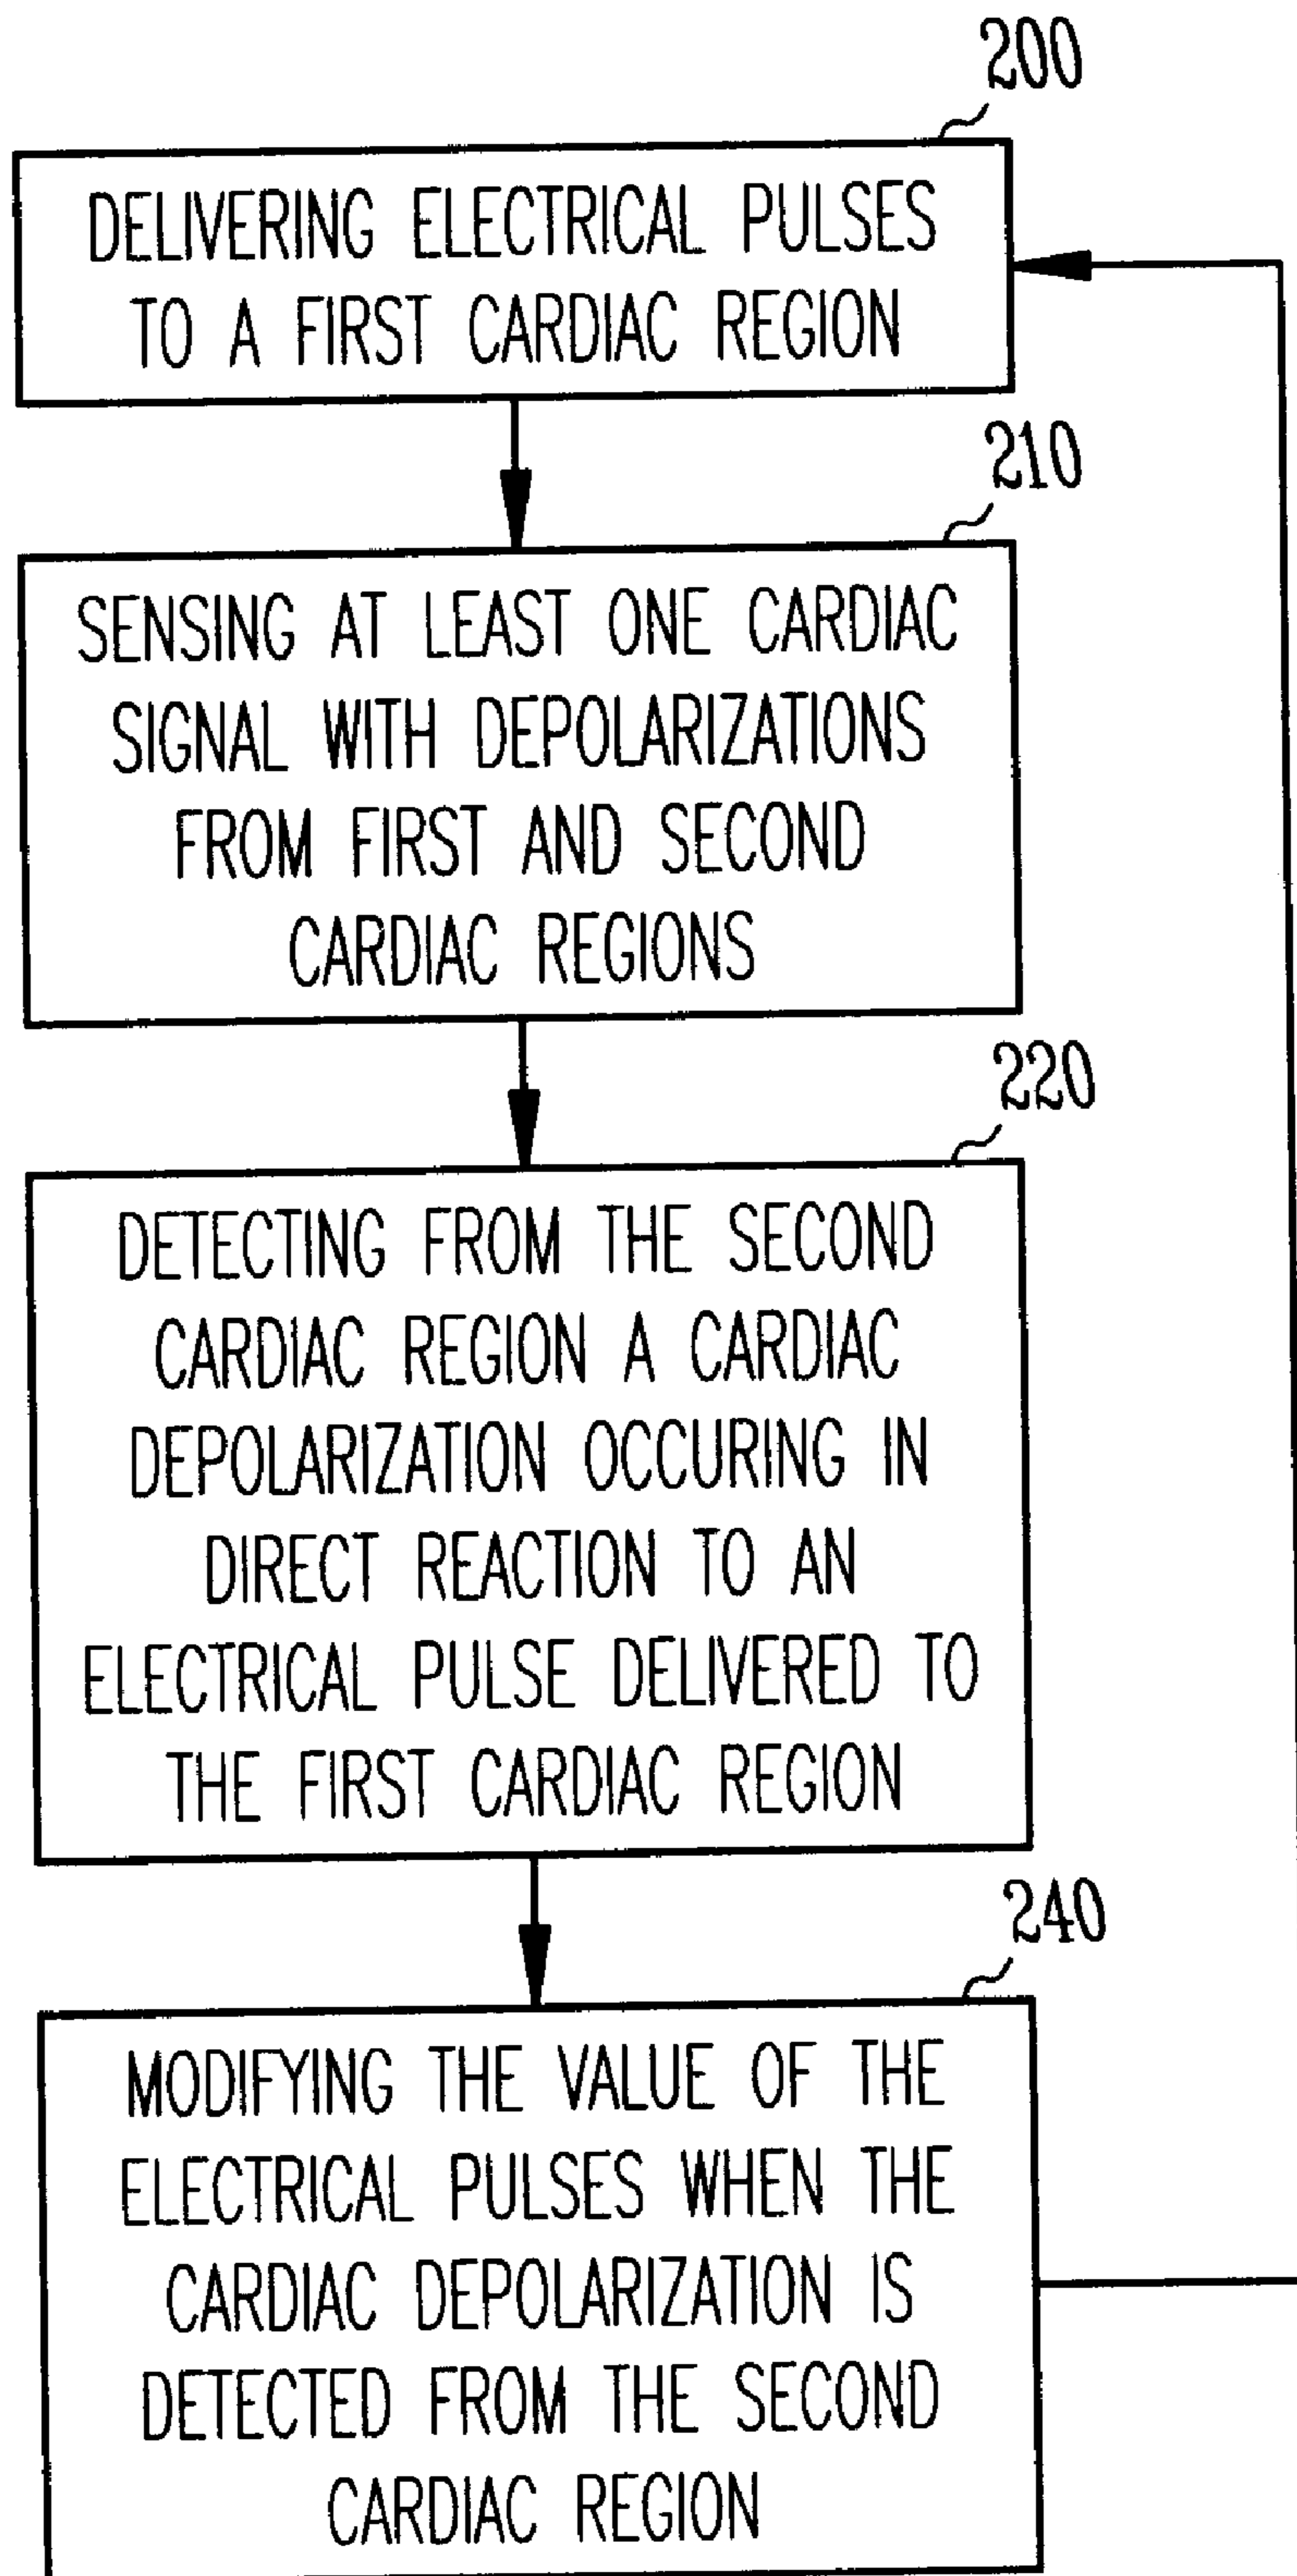 200
DELIVERING ELECTRICAL PULSES
TO A FIRST CARDIAC REGION
210
SENSING AT LEAST ONE CARDIAC
SIGNAL WITH DEPOLARIZATIONS
FROM FIRST AND SECOND
CARDIAC REGIONS
220
DETECTING FROM THE SECOND
CARDIAC REGION A CARDIAC
DEPOLARIZATION OCCURING IN
DIRECT REACTION TO AN
ELECTRICAL PULSE DELIVERED TO
THE FIRST CARDIAC REGION
240
MODIFYING THE VALUE OF THE
ELECTRICAL PULSES WHEN THE
CARDIAC DEPOLARIZATION IS
DETECTED FROM THE SECOND
CARDIAC REGION